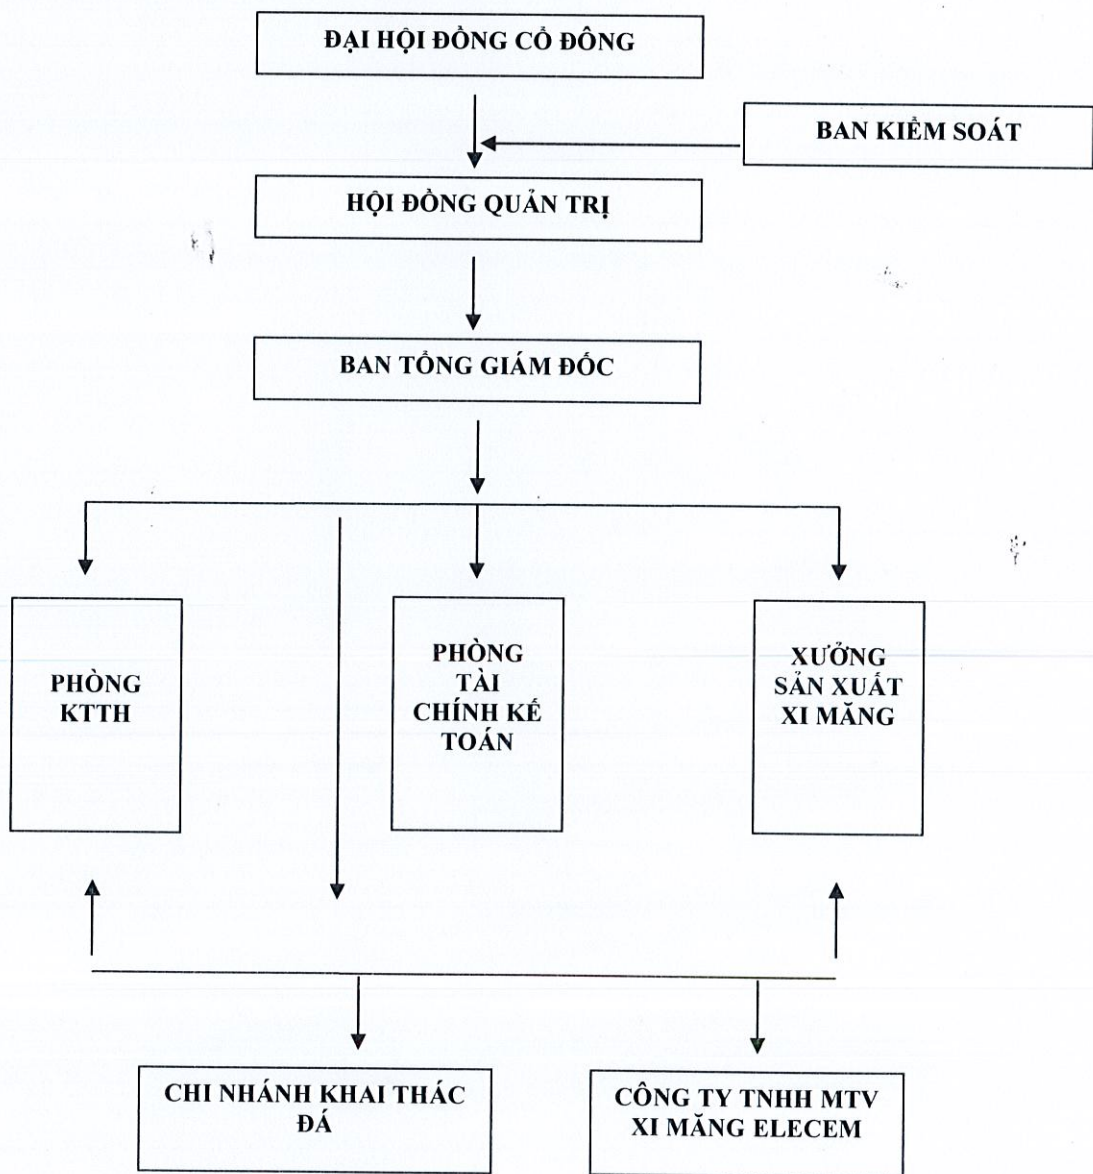 ĐẠI HỘI ĐỒNG CỔ ĐÔNG
BAN KIỂM SOÁT
HỘI ĐỒNG QUẢN TRỊ
BAN TỔNG GIÁM ĐỐC
PHÒNG
KTTH
PHÒNG
TÀI
CHÍNH KẾ
TOÁN
XƯỞNG
SẢN XUẤT
XI MĂNG
CHI NHÁNH KHAI THÁC
ĐÁ
CÔNG TY TNHH MTV
XI MĂNG ELECEM